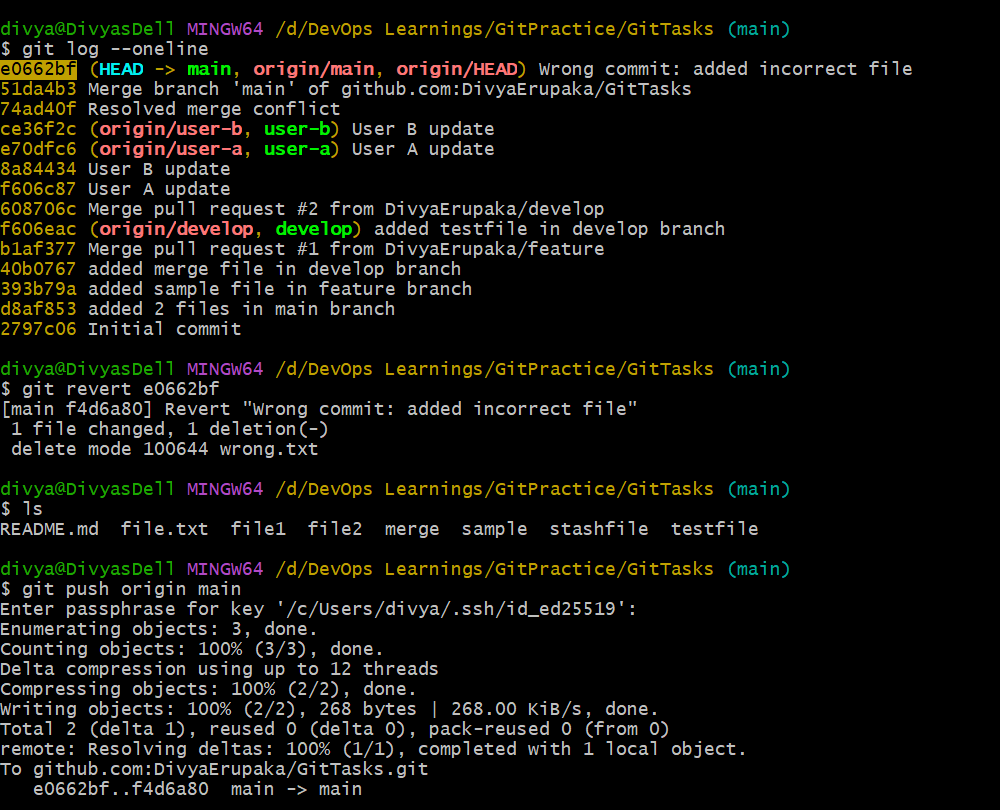 divya@DivyasDell MINGW64 /d/DevOps Learnings/GitPractice/GitTasks (main)
$ git log --oneline
e0662bf (HEAD -> main, origin/main, origin/HEAD) Wrong commit: added incorrect file
51da4b3 Merge branch 'main' of github.com:DivyaErupaka/GitTasks
74ad40f Resolved merge conflict
ce36f2c (origin/user-b, user-b) User B update
e70dfc6 (origin/user-a, user-a) User A update
8a84434 User B update
f606c87 User A update
608706c Merge pull request #2 from DivyaErupaka/develop
f606eac (origin/develop, develop) added testfile in develop branch
b1af377 Merge pull request #1 from DivyaErupaka/feature
40b0767 added merge file in develop branch
393b79a added sample file in feature branch
d8af853 added 2 files in main branch
2797c06 Initial commit

divya@DivyasDell MINGW64 /d/DevOps Learnings/GitPractice/GitTasks (main)
$ git revert e0662bf
[main f4d6a80] Revert "Wrong commit: added incorrect file"
 1 file changed, 1 deletion(-)
 delete mode 100644 wrong.txt

divya@DivyasDell MINGW64 /d/DevOps Learnings/GitPractice/GitTasks (main)
$ ls
README.md  file.txt  file1  file2  merge  sample  stashfile  testfile

divya@DivyasDell MINGW64 /d/DevOps Learnings/GitPractice/GitTasks (main)
$ git push origin main
Enter passphrase for key '/c/Users/divya/.ssh/id_ed25519':
Enumerating objects: 3, done.
Counting objects: 100% (3/3), done.
Delta compression using up to 12 threads
Compressing objects: 100% (2/2), done.
Writing objects: 100% (2/2), 268 bytes | 268.00 KiB/s, done.
Total 2 (delta 1), reused 0 (delta 0), pack-reused 0 (from 0)
remote: Resolving deltas: 100% (1/1), completed with 1 local object.
To github.com:DivyaErupaka/GitTasks.git
   e0662bf..f4d6a80  main -> main